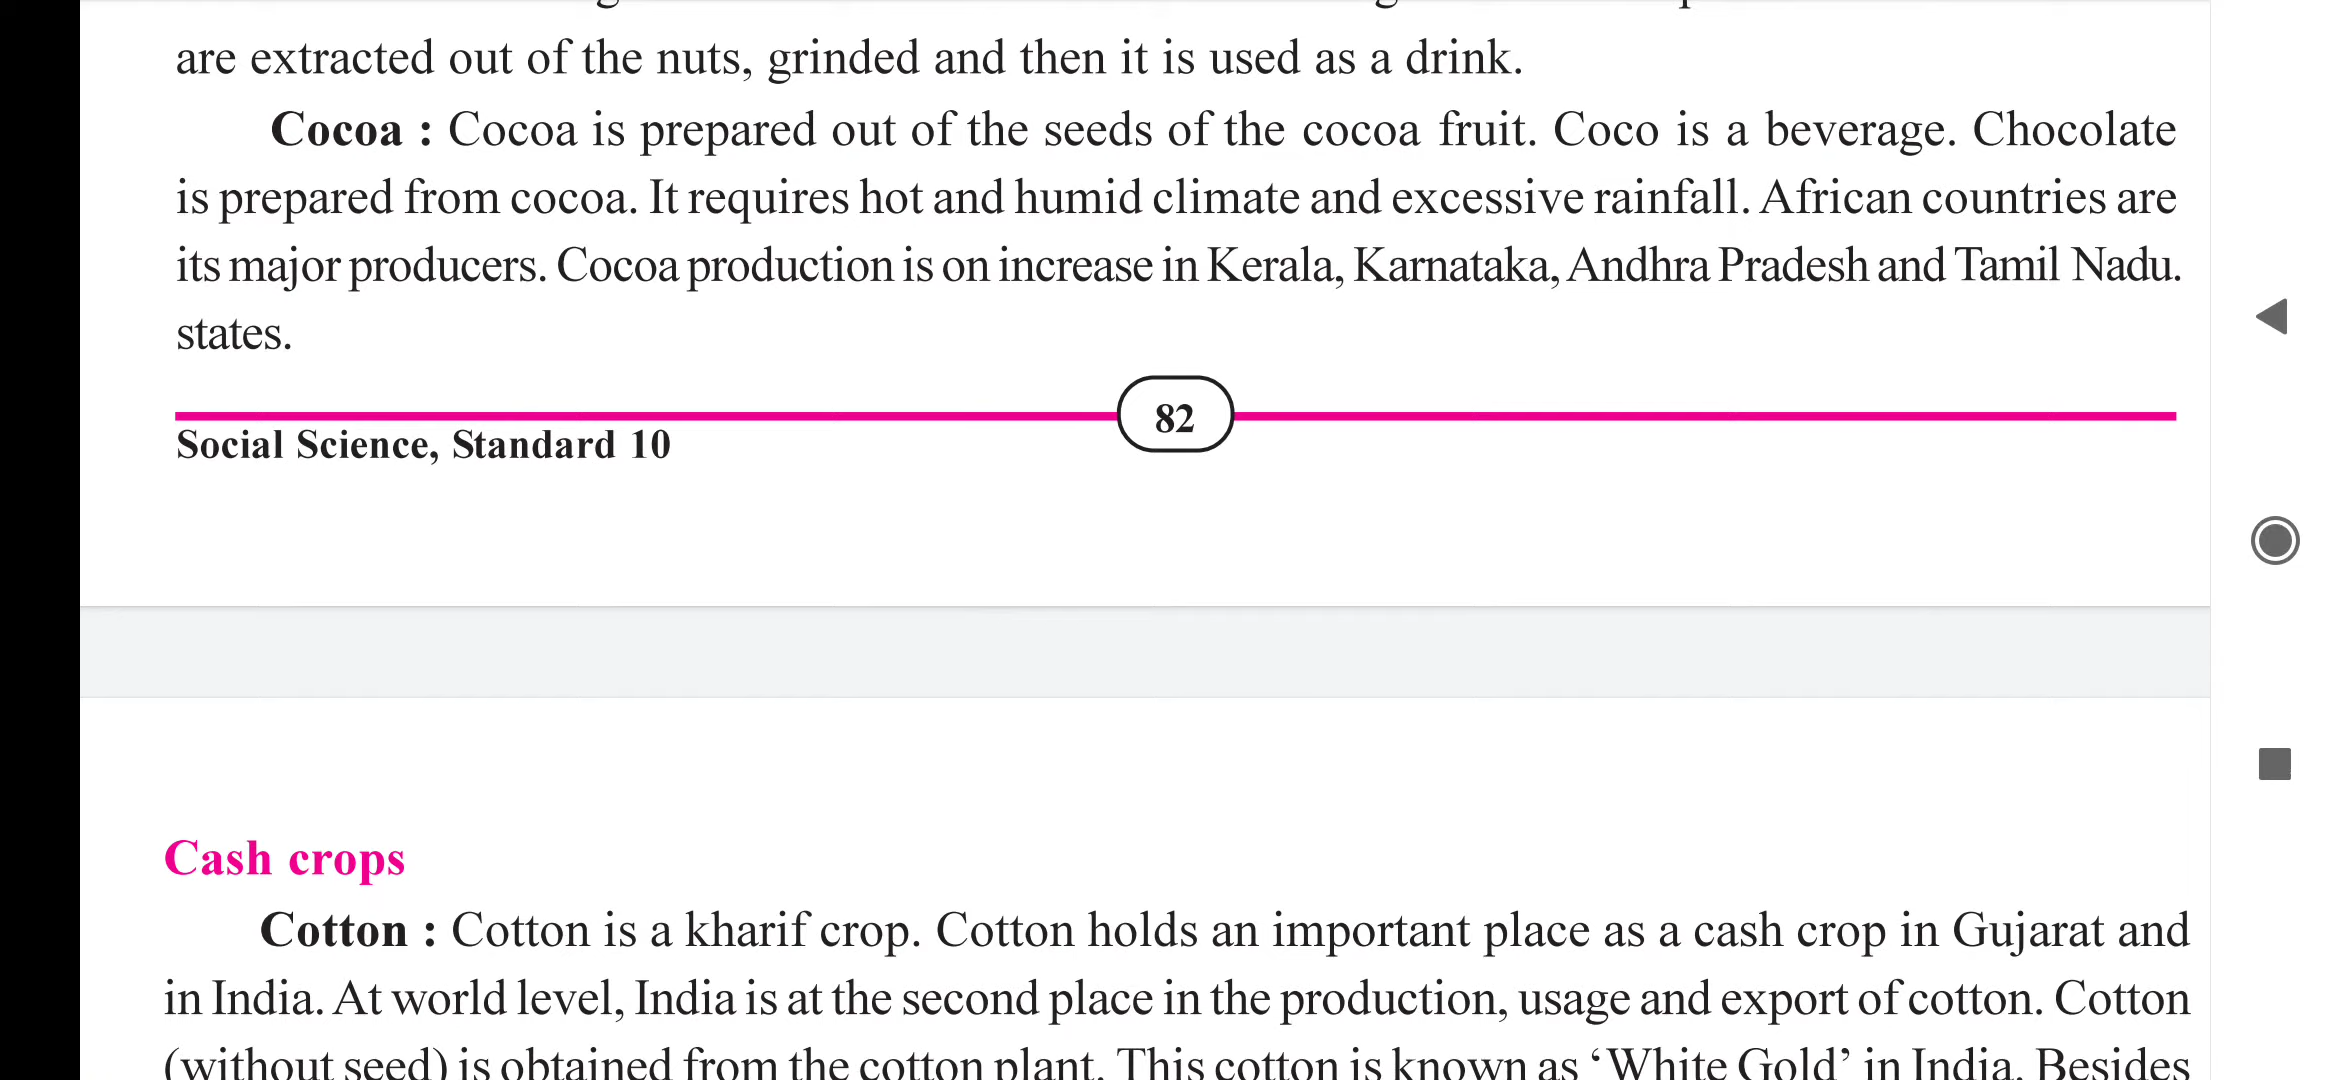 are extracted out of the nuts, grinded and then it is used as a drink.
Cocoa : Cocoa is prepared out of the seeds of the cocoa fruit. Coco is a beverage. Chocolate
is prepared from cocoa. It requires hot and humid climate and excessive rainfall. African countries are
its major producers. Cocoa production is on increase in Kerala, Karnataka, Andhra Pradesh and Tamil Nadu.
states.
82
Social Science, Standard 10
Cash crops
Cotton : Cotton is a kharif crop. Cotton holds an important place as a cash crop in Gujarat and
in India. At world level, India is at the second place in the production, usage and export of cotton. Cotton
(without seed) is obtained from the cotton plant. This cotton is known as ‘White Gold’ in India. Besides